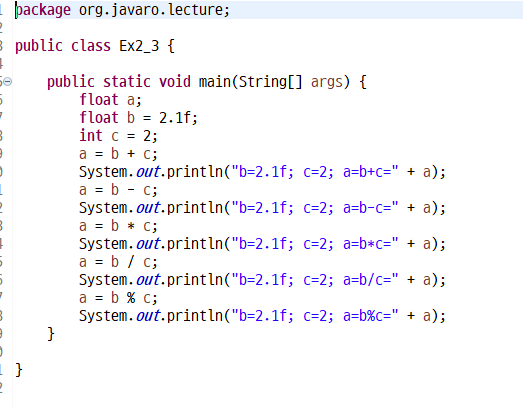 package org.javaro.lecture;
public class Ex2_3 {
public static void main(String[] args) {
float a;
float b = 2.1f;
int c = 2;
a = b + c;
System.out.println("b=2.1f; c=2; a=b+c=" + a);
a = b - c;
System.out.println("b=2.1f; c=2; a=b-c=" + a);
a = b * c;
System.out.println("b=2.1f; c=2; a=b*c=" + a);
a = b / c;
System.out.println("b=2.1f; c=2; a=b/c=" + a);
a = b % c;
System.out.println("b=2.1f; c=2; a=b%c=" + a);
}
}